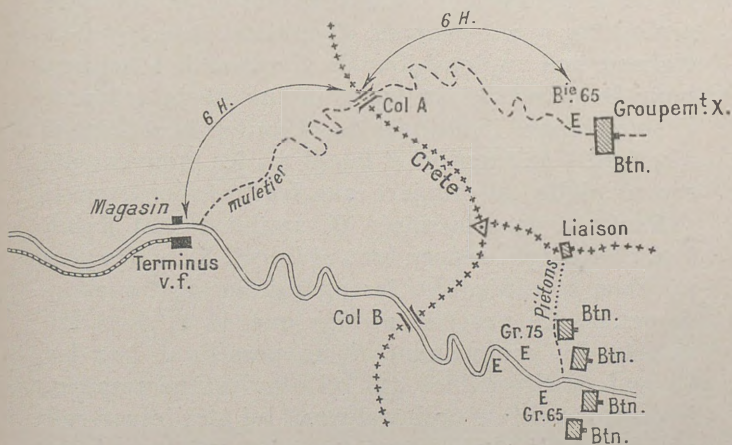 6 H.
6 H.
Col A
Bie. 65
E
Groupemt. X.
Btn.
Crête
muletier
Magasin
Terminus
v.f.
Liaison
Piétons
Col B
Gr. 75
E
E
Btn.
Btn.
E
Gr. 65
Btn.
Btn.